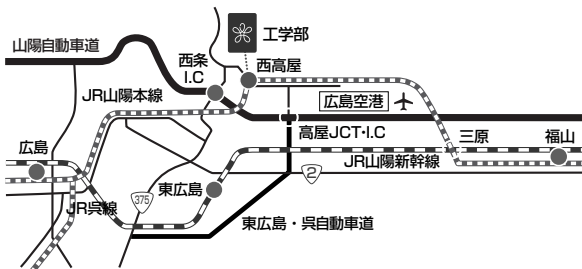 工学部
山陽自動車道
西条
I.C
西高屋
JR山陽本線
広島空港
高屋JCT・I.C
広島
三原
福山
JR山陽新幹線
2
375
東広島
JR呉線
東広島・呉自動車道